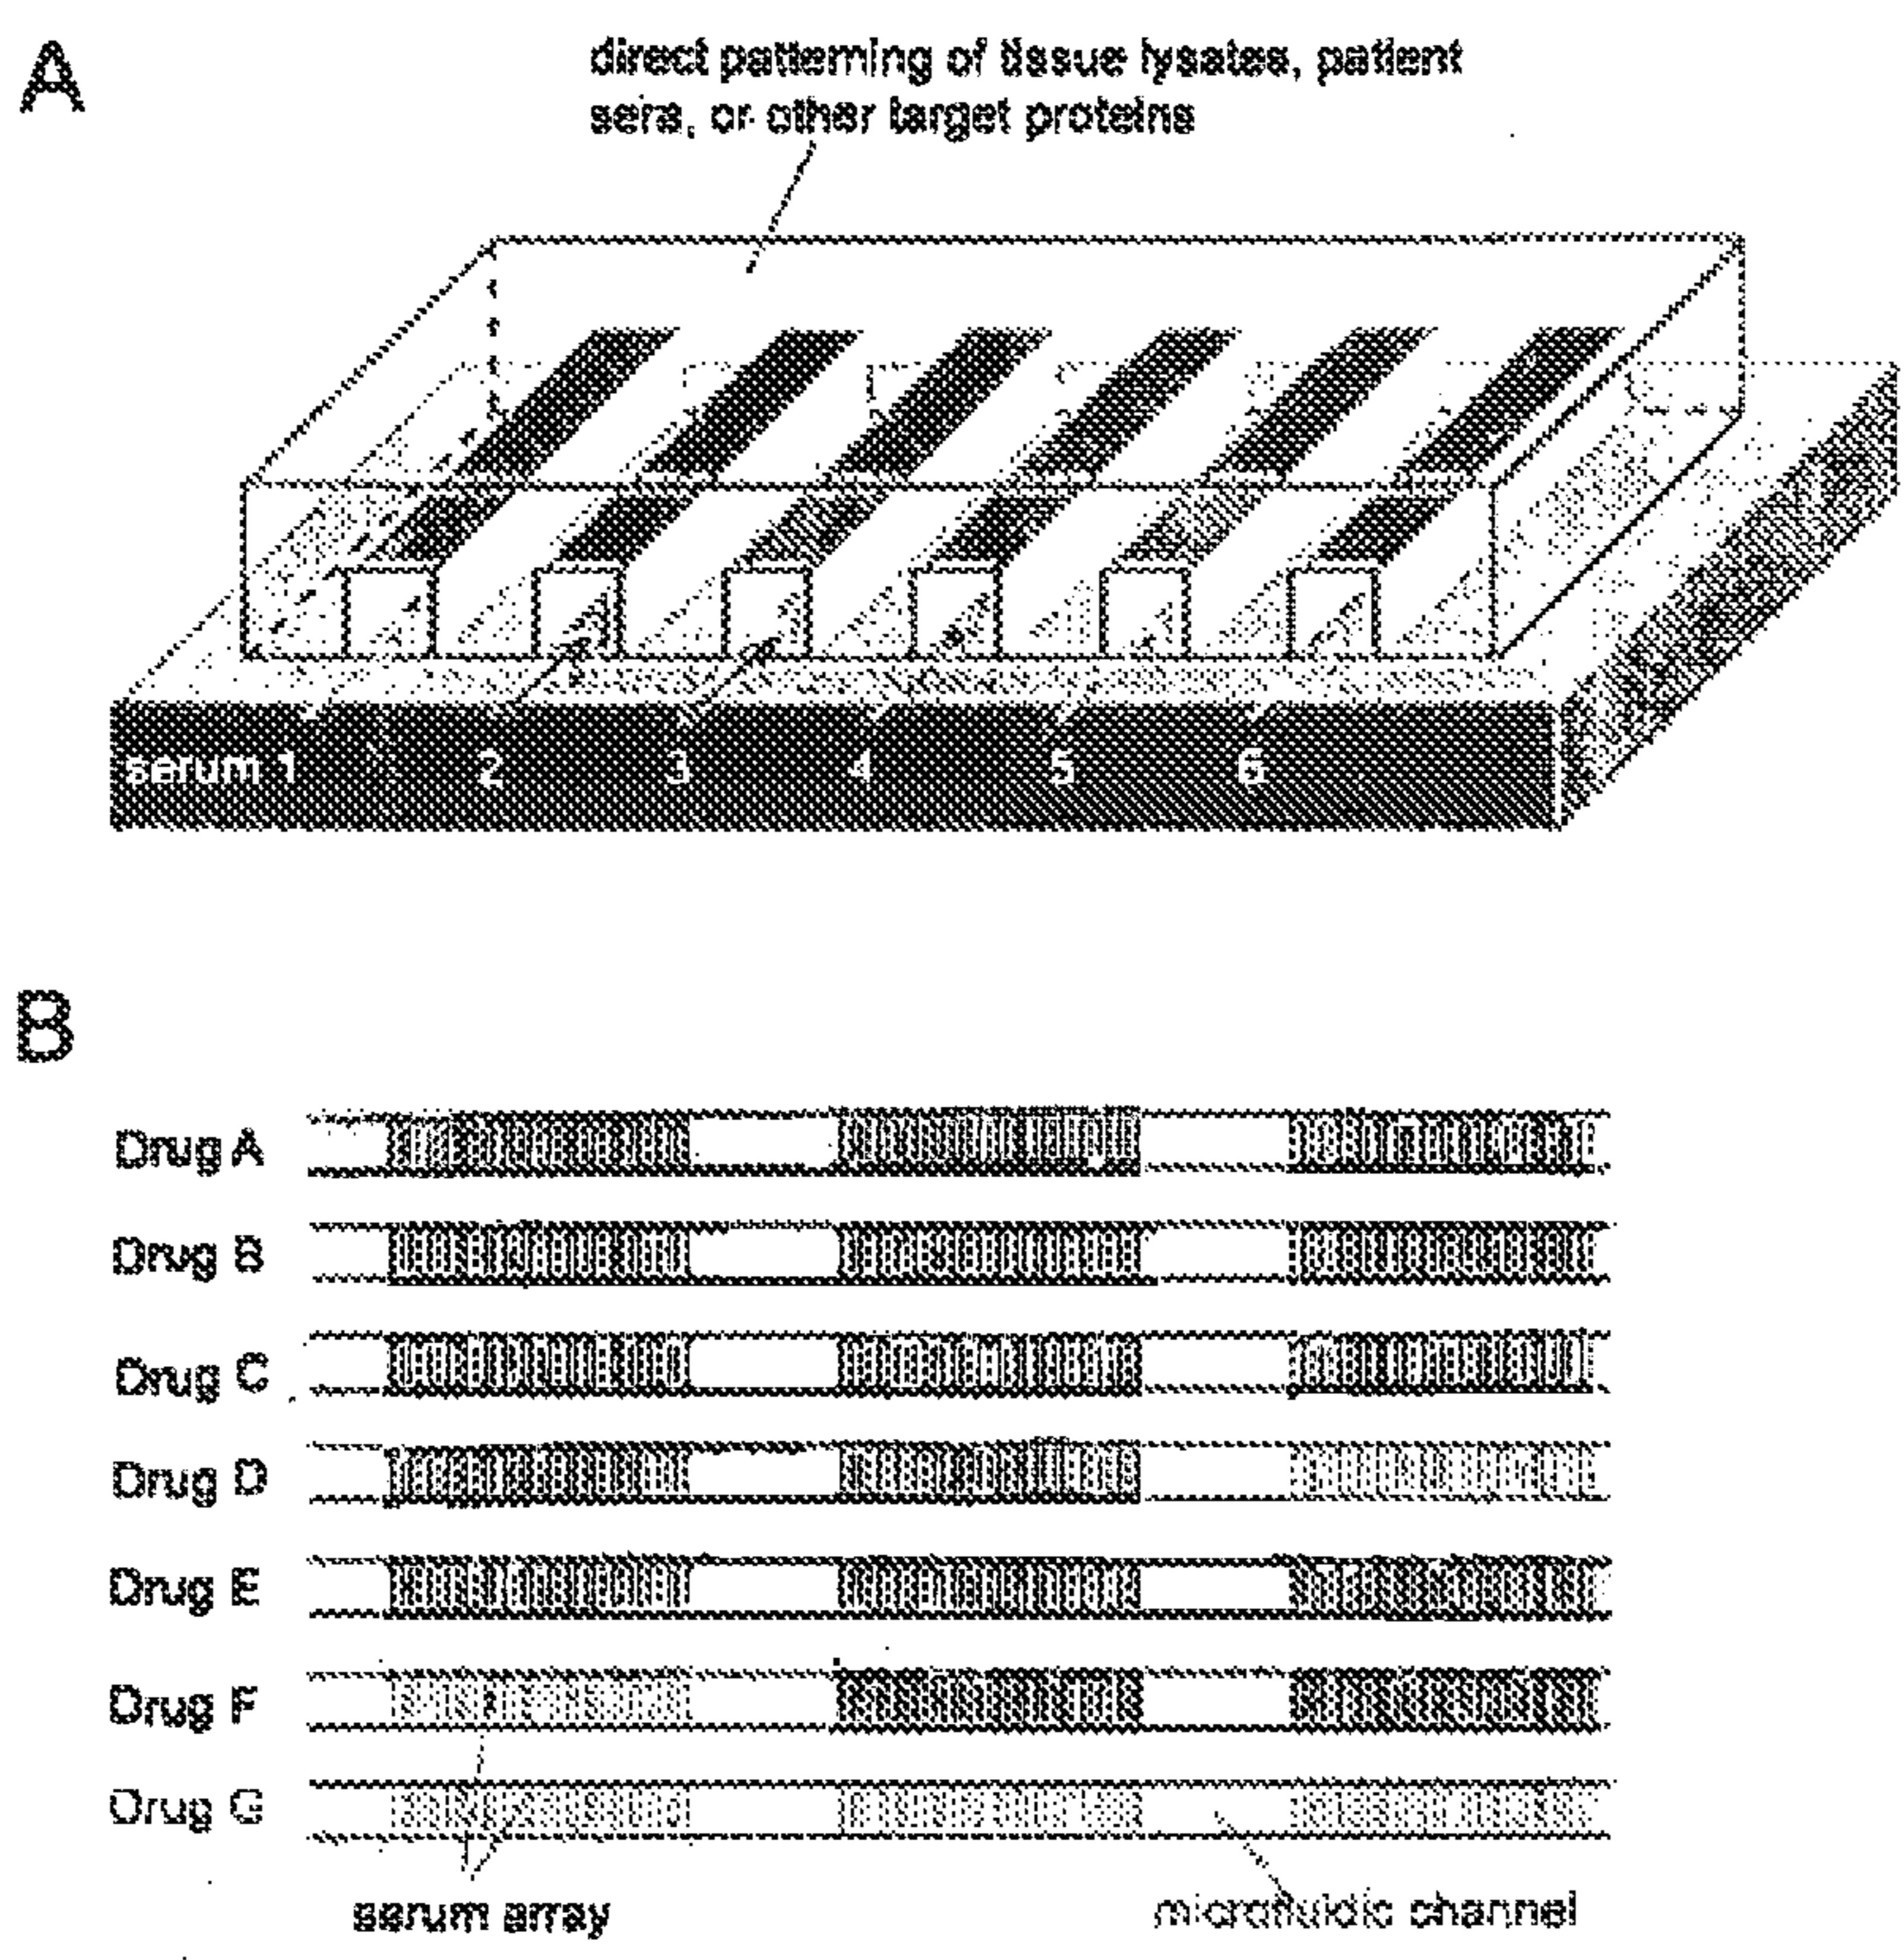 A
direct patterning of tissue lysates, patient
sera, or other target proteins
serum 1 2 3 4 5 6
B
Drug A
Drug B
Drug C
Drug D
Drug E
Drug F
Drug G
serum array
microfluidic channel